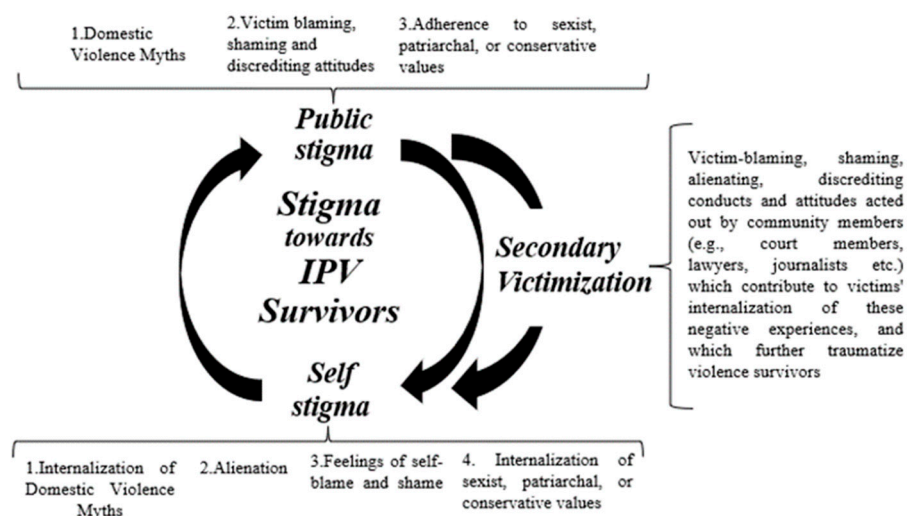 1.Domestic
Violence Myths
2.Victim blaming,
shaming and
discrediting attitudes
3.Adherence to sexist,
patriarchal, or conservative
values
Public
stigma
Stigma
towards
IPV
Survivors
Secondary
Victimization
Victim-blaming, shaming,
alienating, discrediting
conducts and attitudes acted
out by community members
(e.g., court members,
lawyers, journalists etc.)
which contribute to victims'
internalization of these
negative experiences, and
which further traumatize
violence survivors
Self
stigma
1.Internalization of
Domestic Violence
Myths
2.Alienation
3.Feelings of self-
blame and shame
4. Internalization of
sexist, patriarchal, or
conservative values